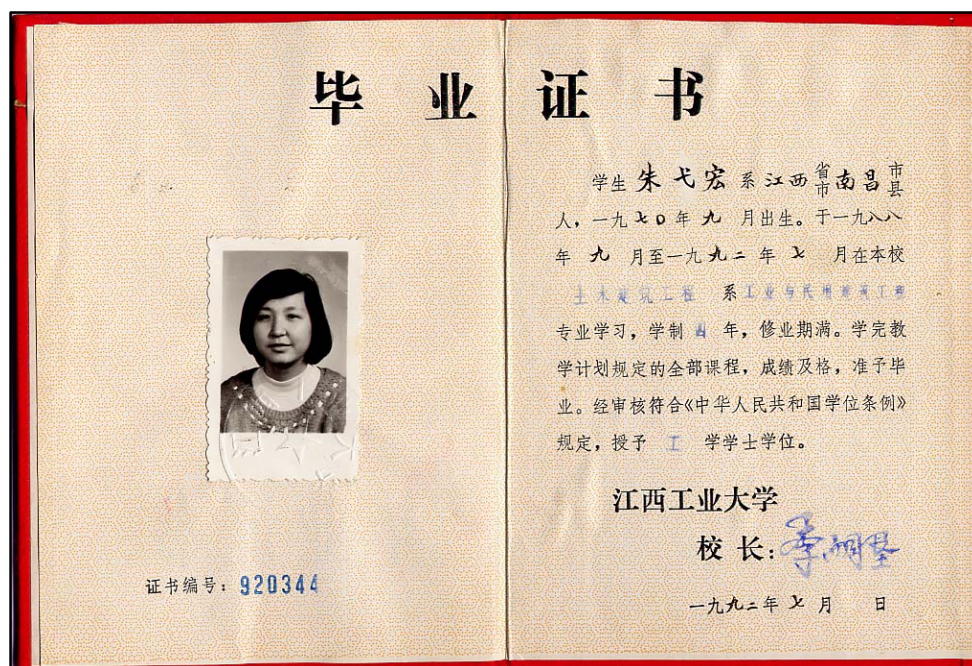 毕业证书
学生 朱弋宏 系江西省市南昌市县
人，一九七〇年九月出生。于一九八八
年九月至一九九二年七月在本校
土木建筑工程系工业与民用建筑工程
专业学习，学制四年，修业期满。学完教
学计划规定的全部课程，成绩及格，准予毕
业。经审核符合《中华人民共和国学位条例》
规定，授予 工 学学士学位。
江西工业大学
校长：
一九九二年七月 日
证书编号：920344